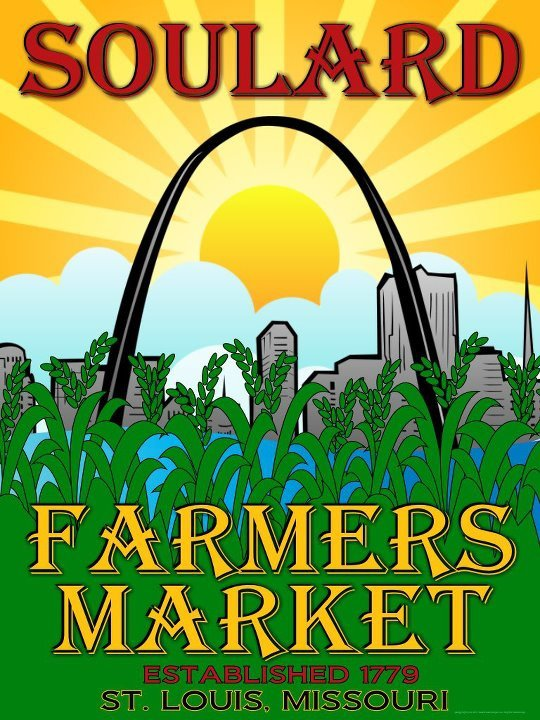 SOULARD
FARMERS
MARKET
ESTABLISHED 1779
ST. LOUIS, MISSOURI